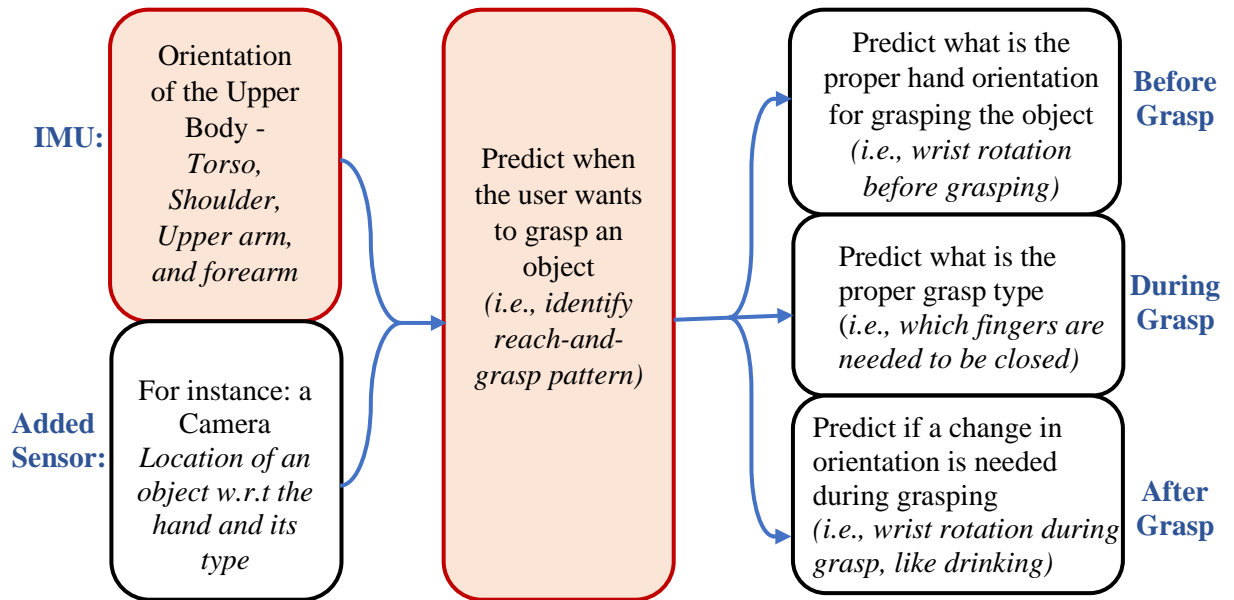 IMU:
Orientation
of the Upper
Body -
Torso,
Shoulder,
Upper arm,
and forearm
Added
Sensor:
For instance: a
Camera
Location of an
object w.r.t the
hand and its
type
Predict when
the user wants
to grasp an
object
(i.e., identify
reach-and-
grasp pattern)
Predict what is the
proper hand orientation
for grasping the object
(i.e., wrist rotation
before grasping)
Before
Grasp
Predict what is the
proper grasp type
(i.e., which fingers are
needed to be closed)
During
Grasp
Predict if a change in
orientation is needed
during grasping
(i.e., wrist rotation during
grasp, like drinking)
After
Grasp